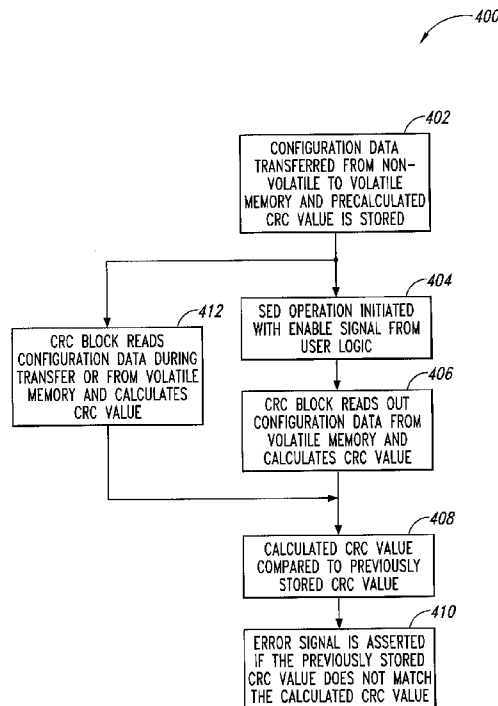 400
402
CONFIGURATION DATA
TRANSFERRED FROM NON-
VOLATILE TO VOLATILE
MEMORY AND PRECALCULATED
CRC VALUE IS STORED
404
SED OPERATION INITIATED
WITH ENABLE SIGNAL FROM
USER LOGIC
412
CRC BLOCK READS
CONFIGURATION DATA DURING
TRANSFER OR FROM VOLATILE
MEMORY AND CALCULATES
CRC VALUE
406
CRC BLOCK READS OUT
CONFIGURATION DATA FROM
VOLATILE MEMORY AND
CALCULATES CRC VALUE
408
CALCULATED CRC VALUE
COMPARED TO PREVIOUSLY
STORED CRC VALUE
410
ERROR SIGNAL IS ASSERTED
IF THE PREVIOUSLY STORED
CRC VALUE DOES NOT MATCH
THE CALCULATED CRC VALUE